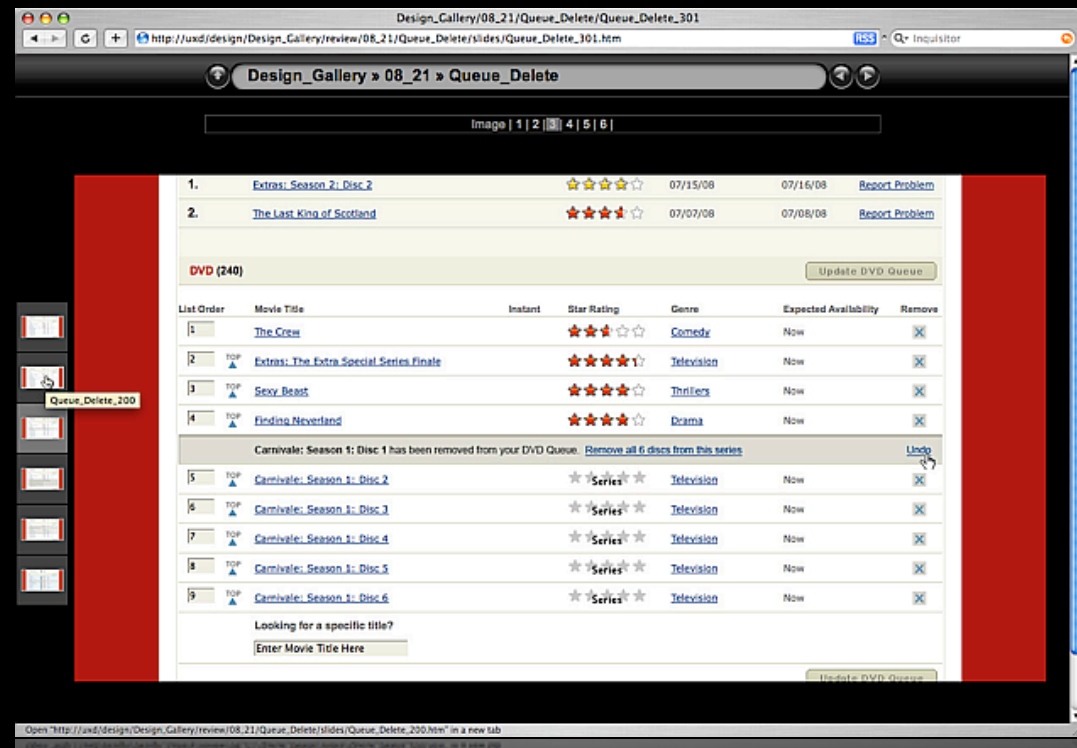 Design_Gallery/08_21/Queue_Delete/Queue_Delete_301
http://uxd/design/Design_Gallery/review/08_21/Queue_Delete/slides/Queue_Delete_301.htm RSS Inquisitor
Design_Gallery » 08_21 » Queue_Delete
Image | 1 | 2 | 3 | 4 | 5 | 6 |
1. Extras: Season 2: Disc 2 07/15/08 07/16/08 Report Problem
2. The Last King of Scotland 07/07/08 07/08/08 Report Problem
DVD (240) Update DVD Queue
List Order Movie Title Instant Star Rating Genre Expected Availability Remove
1 The Crew Comedy Now
2 TOP Extras: The Extra Special Series Finale Television Now
3 TOP Sexy Beast Thrillers Now
Queue_Delete_200
4 TOP Finding Neverland Drama Now
Carnivale: Season 1: Disc 1 has been removed from your DVD Queue. Remove all 6 discs from this series Undo
5 TOP Carnivale: Season 1: Disc 2 Series Television Now
6 TOP Carnivale: Season 1: Disc 3 Series Television Now
7 TOP Carnivale: Season 1: Disc 4 Series Television Now
8 TOP Carnivale: Season 1: Disc 5 Series Television Now
9 TOP Carnivale: Season 1: Disc 6 Series Television Now
Looking for a specific title?
Enter Movie Title Here
Update DVD Queue
Open "http://uxd/design/Design_Gallery/review/08_21/Queue_Delete/slides/Queue_Delete_200.htm" in a new tab